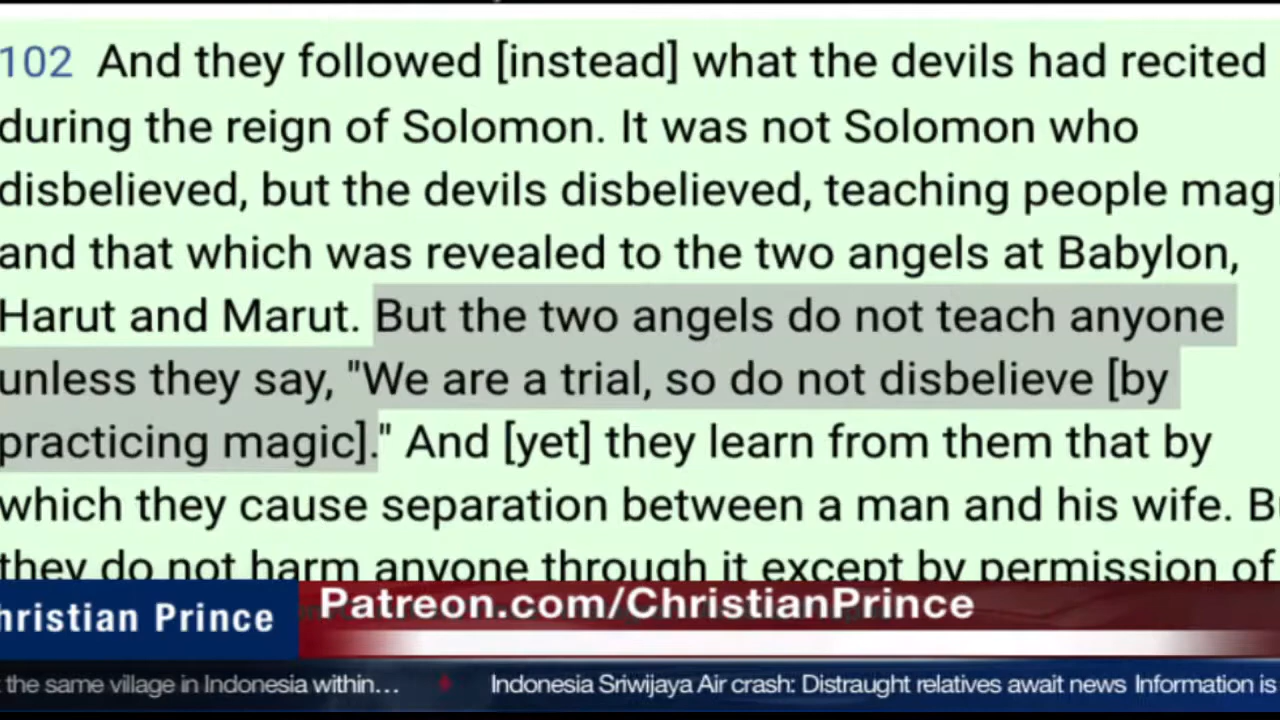 102 And they followed [instead] what the devils had recited
during the reign of Solomon. It was not Solomon who
disbelieved, but the devils disbelieved, teaching people magi
and that which was revealed to the two angels at Babylon,
Harut and Marut. But the two angels do not teach anyone
unless they say, "We are a trial, so do not disbelieve [by
practicing magic]." And [yet] they learn from them that by
which they cause separation between a man and his wife. B
they do not harm anyone through it except by permission of
hristian Prince
Patreon.com/ChristianPrince
the same village in Indonesia within... Indonesia Sriwijaya Air crash: Distraught relatives await news Information is